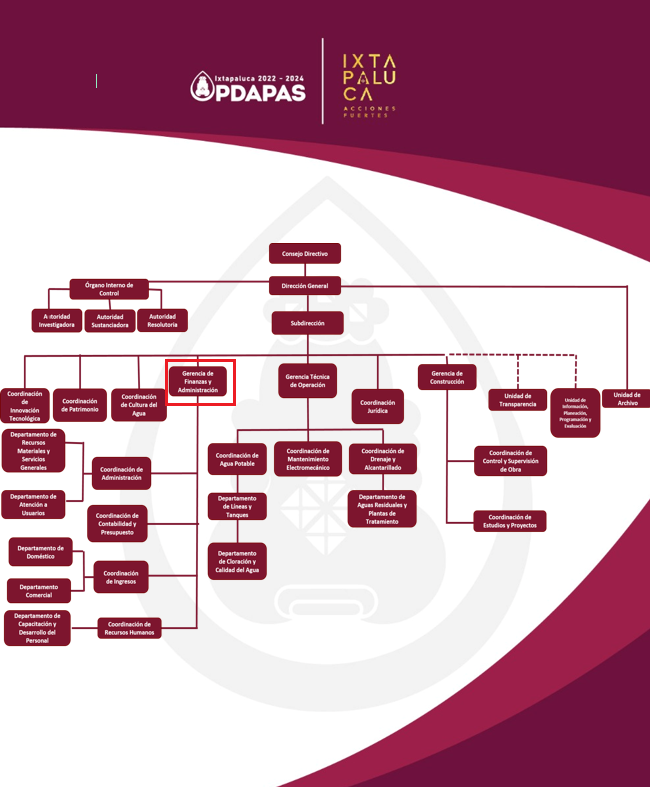 Ixtapaluca 2022 - 2024
OPDAPAS
IXTA
PALU
CA
ACCIONES
FUERTES
Consejo Directivo
Órgano Interno de
Control
Dirección General
Autoridad
Investigadora
Autoridad
Sustanciadora
Autoridad
Resolutoria
Subdirección
Coordinación
de
Innovación
Tecnológica
Coordinación
de Patrimonio
Coordinación
de Cultura del
Agua
Gerencia de
Finanzas y
Administración
Gerencia Técnica
de Operación
Coordinación
Jurídica
Gerencia de
Construcción
Unidad de
Transparencia
Unidad de
Información,
Planeación,
Programación y
Evaluación
Unidad de
Archivo
Departamento de
Recursos
Materiales y
Servicios
Generales
Coordinación de
Administración
Departamento de
Atención a
Usuarios
Coordinación de
Contabilidad y
Presupuesto
Departamento de
Doméstico
Coordinación
de Ingresos
Departamento
Comercial
Departamento de
Capacitación y
Desarrollo del
Personal
Coordinación de
Recursos Humanos
Coordinación de
Agua Potable
Coordinación de
Mantenimiento
Electromecánico
Coordinación de
Drenaje y
Alcantarillado
Departamento
de Líneas y
Tanques
Departamento de
Aguas Residuales y
Plantas de
Tratamiento
Departamento
de Cloración y
Calidad del Agua
Coordinación de
Control y Supervisión
de Obra
Coordinación de
Estudios y Proyectos